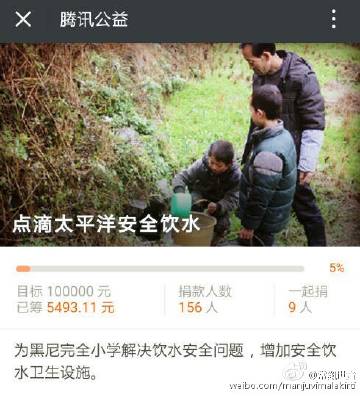 腾讯公益
点滴太平洋安全饮水
5%
目标 100000 元
已筹 5493.11 元
捐款人数
156 人
一起捐
9 人
为黑尼完全小学解决饮水安全问题，增加安全饮
水卫生设施。
weibo.com/manjuvimalakirti